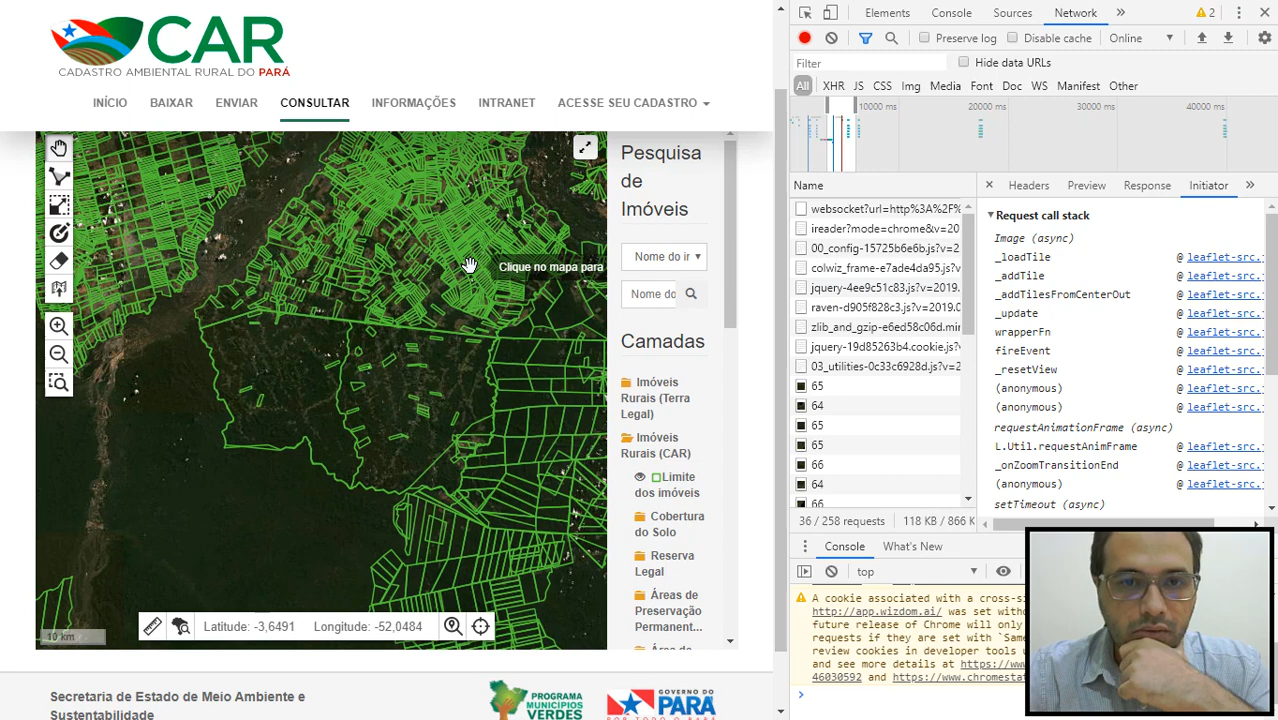 CAR
CADASTRO AMBIENTAL RURAL DO PARÁ
INÍCIO BAIXAR ENVIAR CONSULTAR INFORMAÇÕES INTRANET ACESSE SEU CADASTRO
Clique no mapa para
10 km
Latitude: -3,6491 Longitude: -52,0484
Pesquisa
de
Imóveis
Nome do ir
Nome do
Camadas
Imóveis
Rurais (Terra
Legal)
Imóveis
Rurais (CAR)
Limite
dos imóveis
Cobertura
do Solo
Reserva
Legal
Áreas de
Preservação
Permanent...
Secretaria de Estado de Meio Ambiente e
Sustentabilidade
PROGRAMA
MUNICÍPIOS
VERDES
GOVERNO DO
PARÁ
POR TODO O PARÁ
Elements Console Sources Network » 2
Preserve log Disable cache Online
Filter Hide data URLs
All XHR JS CSS Img Media Font Doc WS Manifest Other
10000 ms 20000 ms 30000 ms 40000 ms
Name
websocket?url=http%3A%2F%
ireader?mode=chrome&v=20
00_config-15725b6e6b.js?v=2
colwiz_frame-e7ade4da95.js?v
jquery-4ee9c51c83.js?v=2019.
raven-d905f828c3.js?v=2019.0
zlib_and_gzip-e6ed58c06d.min
jquery-19d85263b4.cookie.js?
03_utilities-0c33c6928d.js?v=2
65
64
65
65
66
64
66
36 / 258 requests 118 KB / 866 K
Headers Preview Response Initiator »
Request call stack
Image (async)
_loadTile @ leaflet-src.
_addTile @ leaflet-src.
_addTilesFromCenterOut @ leaflet-src.
_update @ leaflet-src.
wrapperFn @ leaflet-src.
fireEvent @ leaflet-src.
_resetView @ leaflet-src.
(anonymous) @ leaflet-src.
(anonymous) @ leaflet-src.
requestAnimationFrame (async)
L.Util.requestAnimFrame @ leaflet-src.
_onZoomTransitionEnd @ leaflet-src.
(anonymous) @ leaflet-src.
setTimeout (async)
Console What's New
top
A cookie associated with a cross-si
http://app.wizdom.ai/ was set witho
future release of Chrome will only
requests if they are set with `Same
review cookies in developer tools u
and see more details at https://www
46030592 and https://www.chromestat